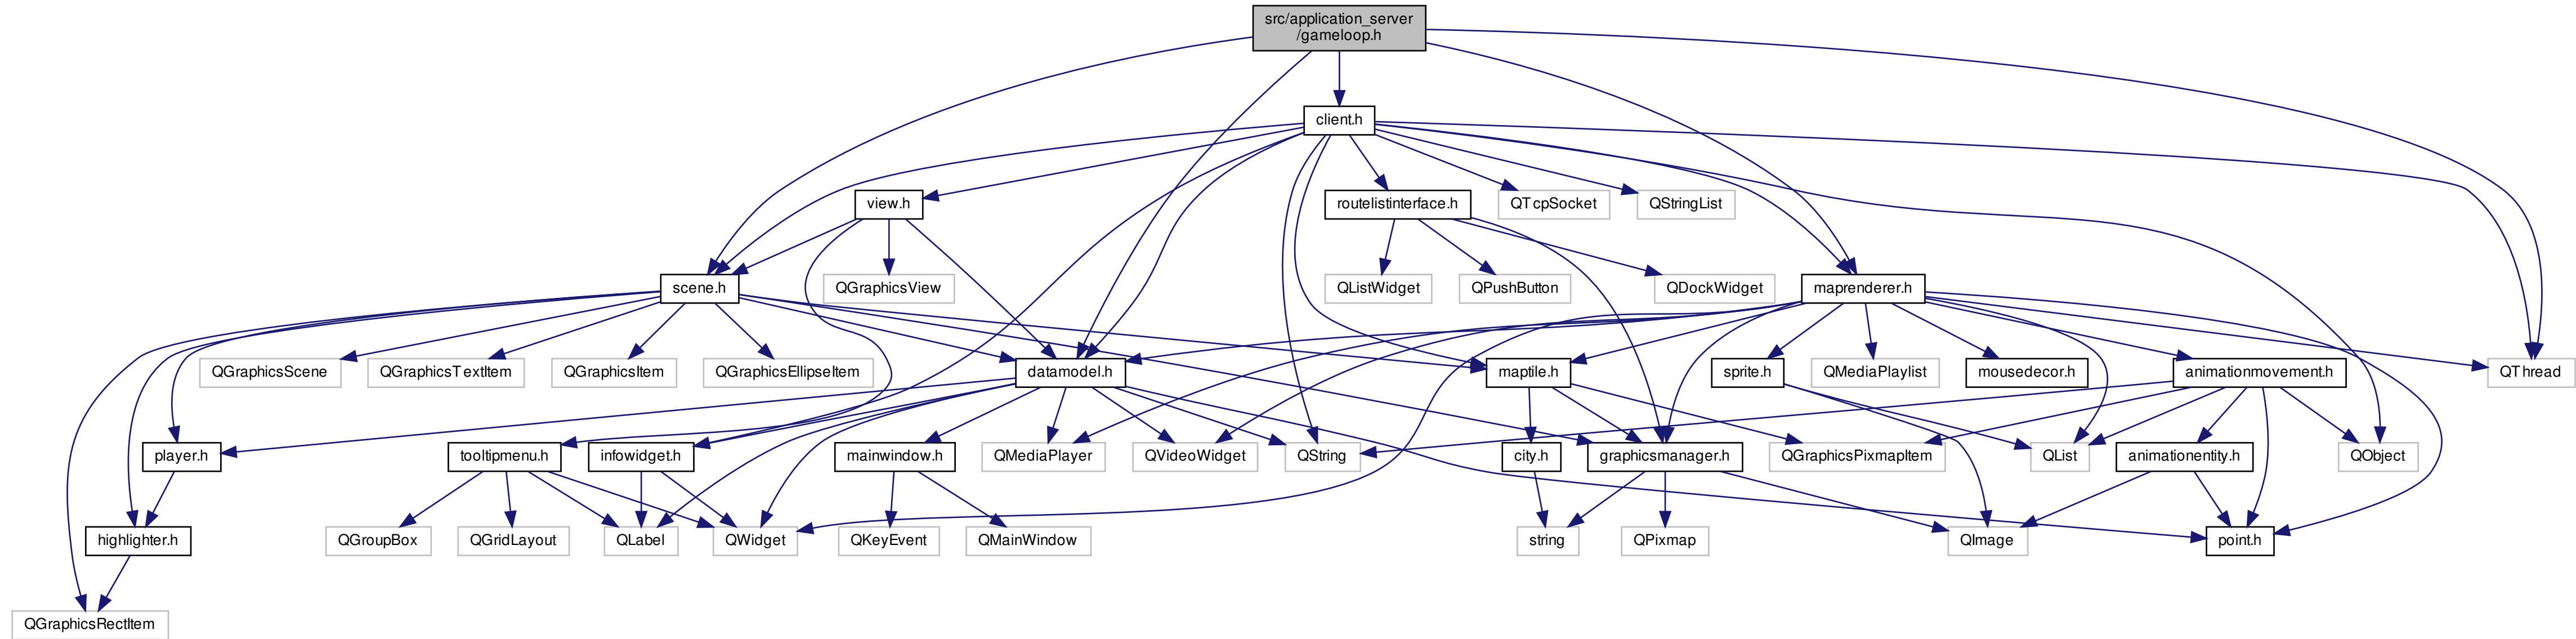 src/application_server
/gameloop.h
client.h
view.h
routelistinterface.h
QTcpSocket
QStringList
scene.h
QGraphicsView
QListWidget
QPushButton
QDockWidget
maprenderer.h
QGraphicsScene
QGraphicsTextItem
QGraphicsItem
QGraphicsEllipseItem
datamodel.h
maptile.h
sprite.h
QMediaPlaylist
mousedecor.h
animationmovement.h
QThread
player.h
tooltipmenu.h
infowidget.h
mainwindow.h
QMediaPlayer
QVideoWidget
QString
city.h
graphicsmanager.h
QGraphicsPixmapItem
QList
animationentity.h
QObject
highlighter.h
QGroupBox
QGridLayout
QLabel
QWidget
QKeyEvent
QMainWindow
string
QPixmap
QImage
point.h
QGraphicsRectItem